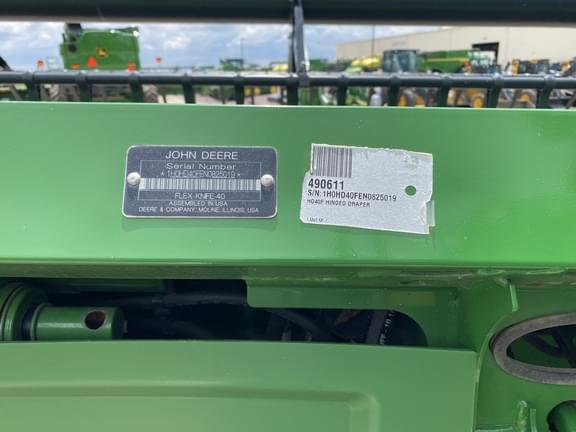 JOHN DEERE
Serial Number
*1H0HD40FEN0825019*
FLEX KNIFE-40
ASSEMBLED IN USA
DEERE & COMPANY, MOLINE, ILLINOIS, USA
490611
S/N:1H0HD40FEN0825019
HD40F HINGED DRAPER